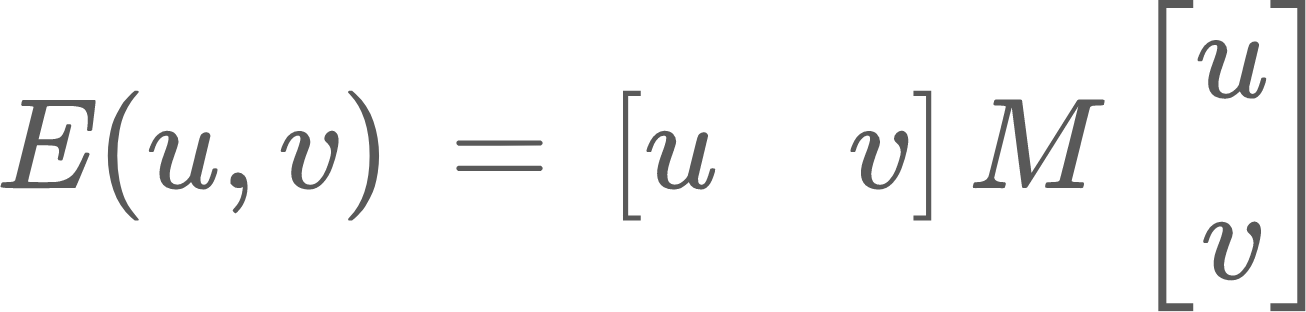 E(u, v) = [u v] M [u v]